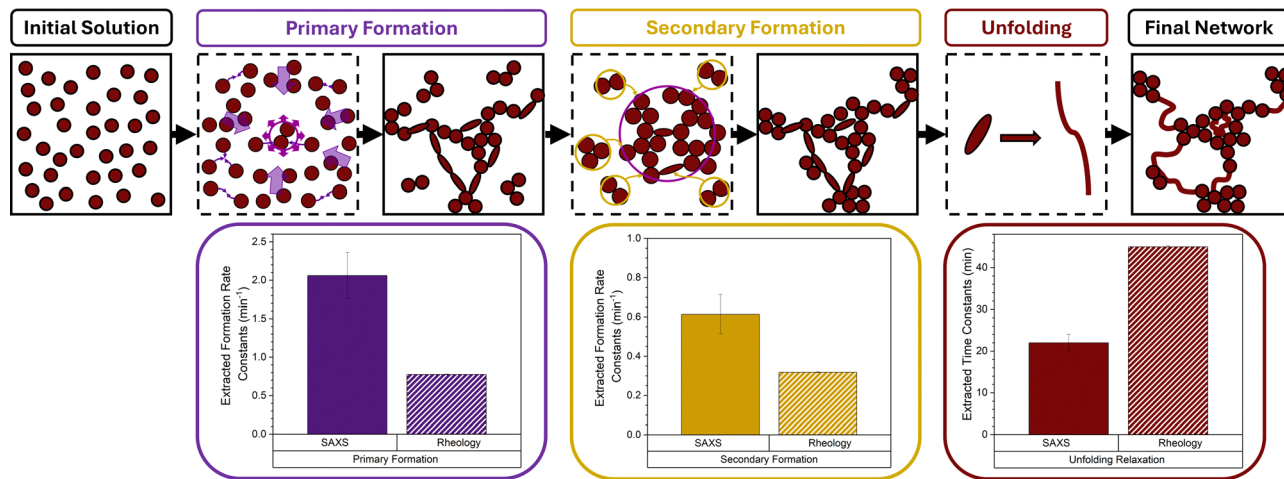 Initial Solution
Primary Formation
Secondary Formation
Unfolding
Final Network
Extracted Formation Rate
Constants (min⁻¹)
2.5
2.0
1.5
1.0
0.5
0.0
SAXS
Rheology
Primary Formation
Extracted Formation Rate
Constants (min⁻¹)
1.0
0.8
0.6
0.4
0.2
0.0
SAXS
Rheology
Secondary Formation
Extracted Time Constants (min)
40
20
0
SAXS
Rheology
Unfolding Relaxation